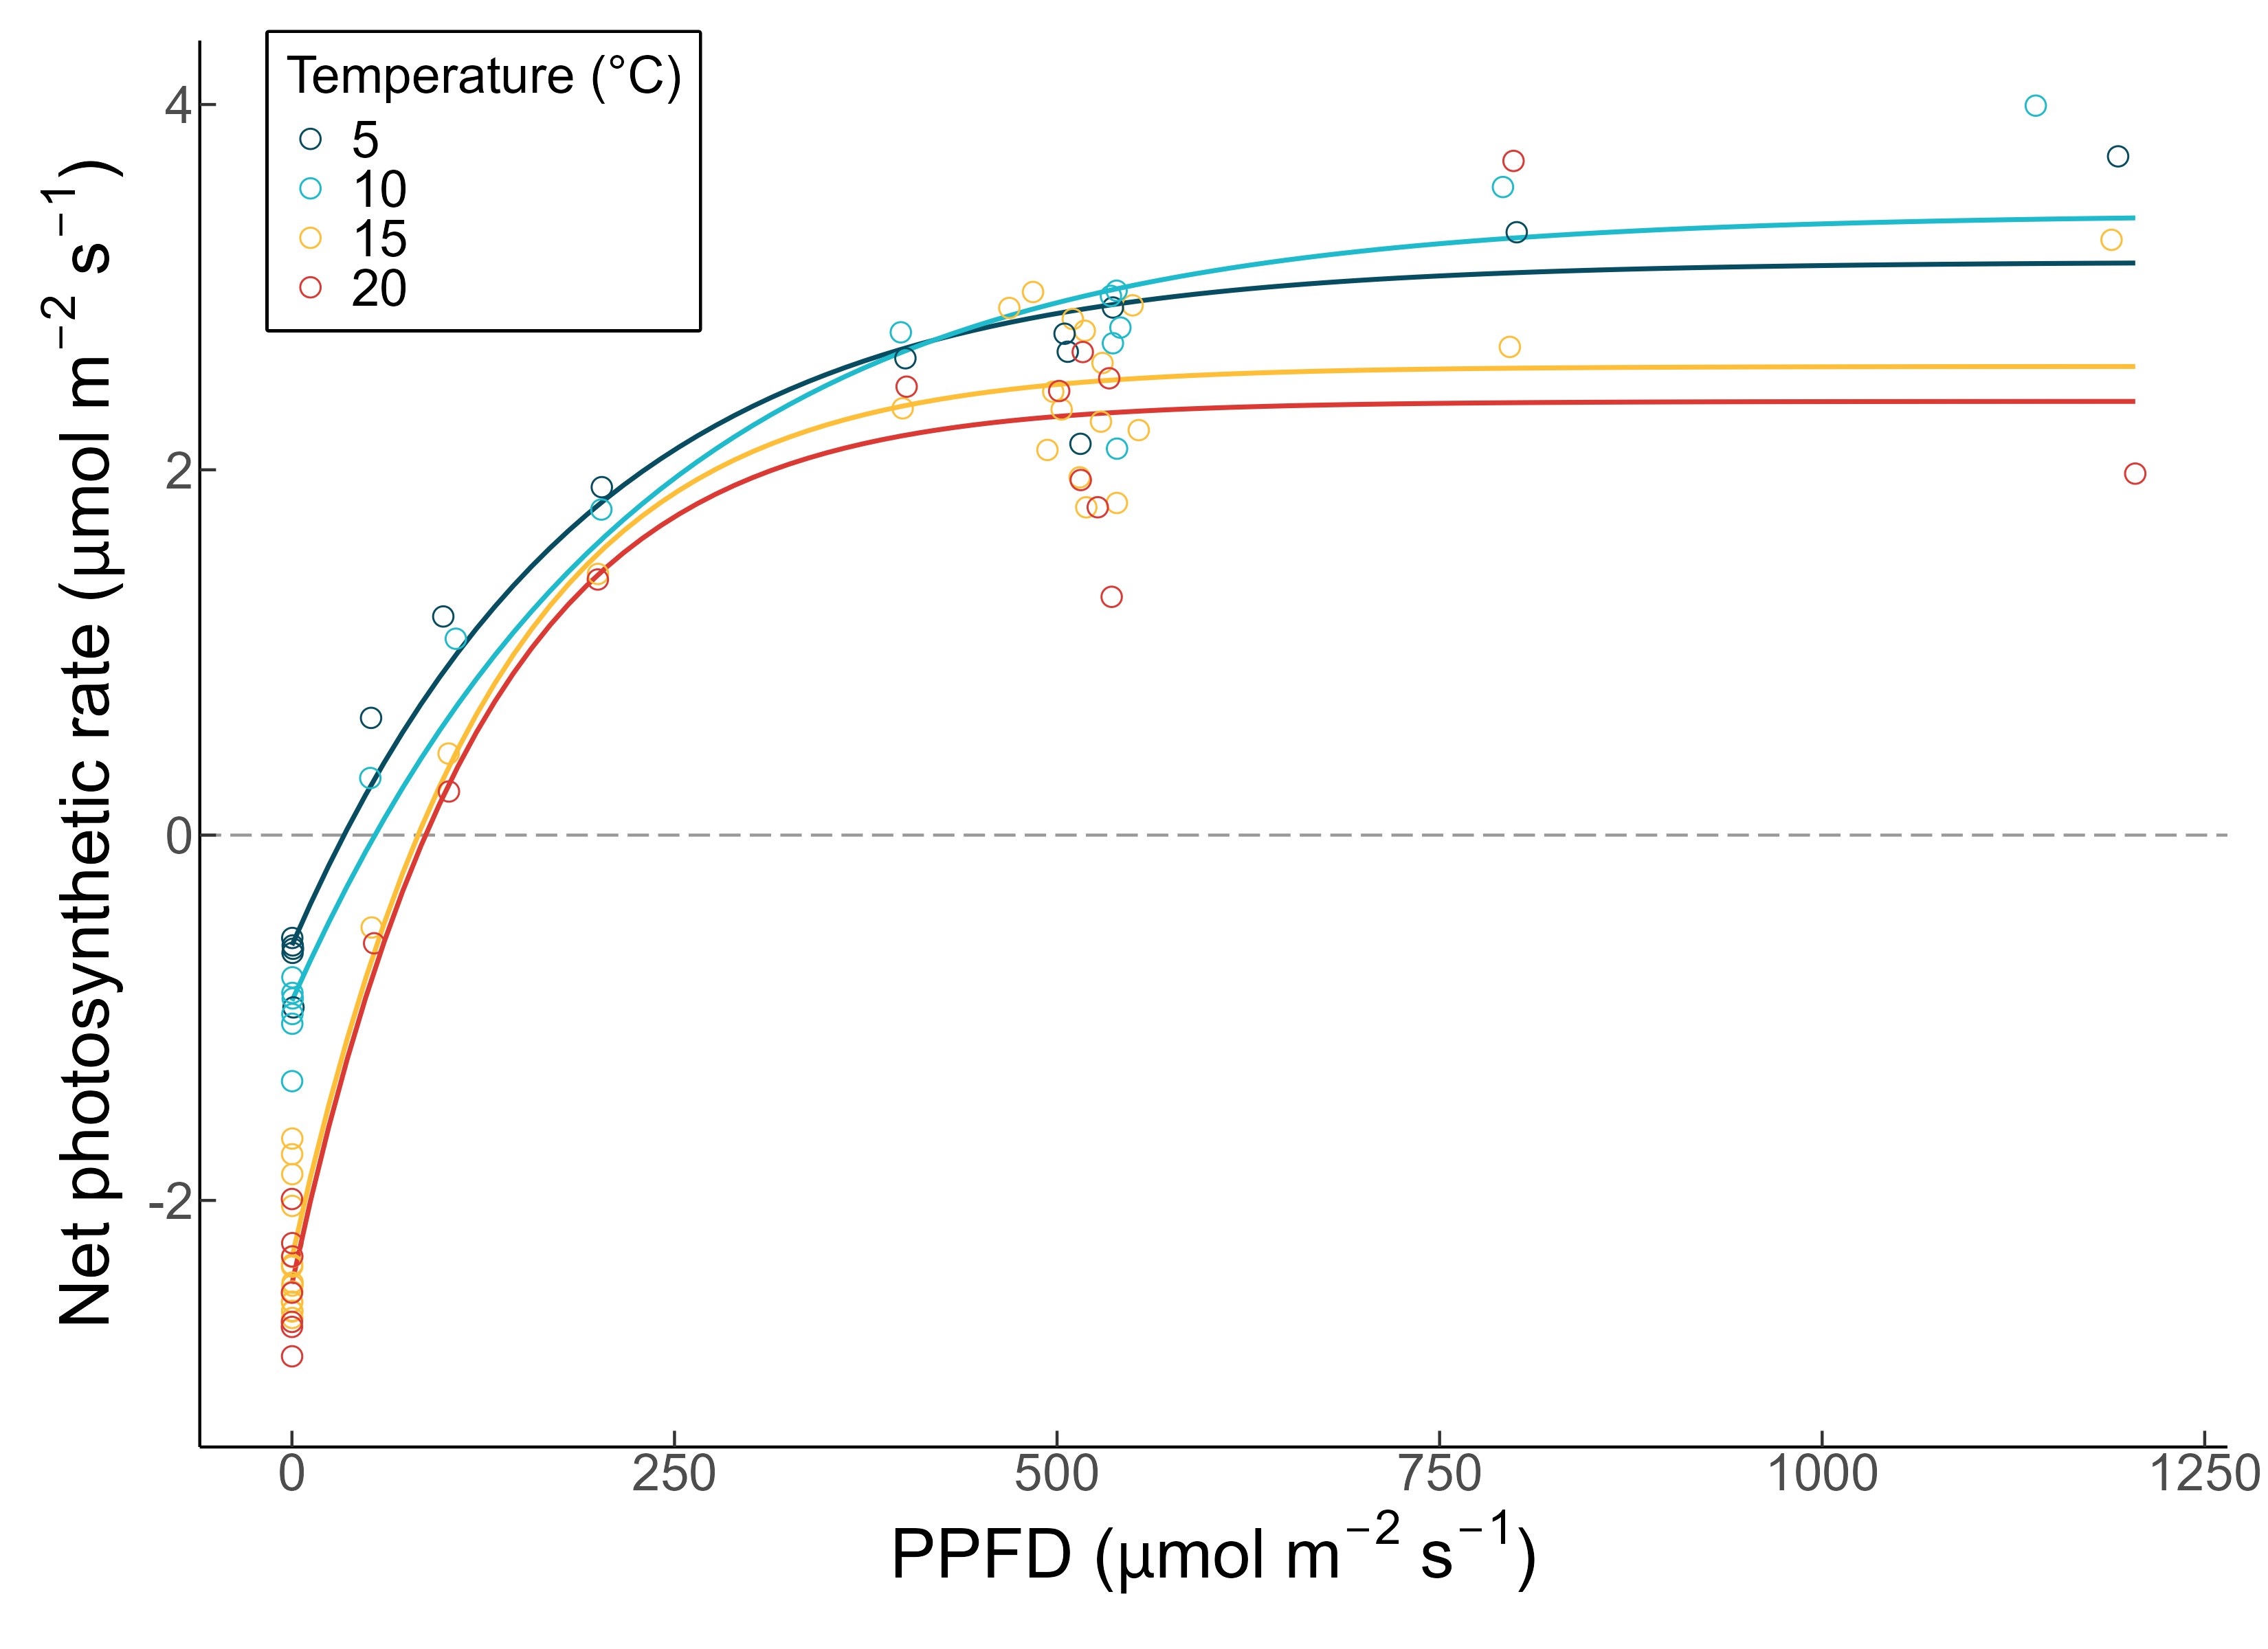 Temperature (°C)
5
10
15
20
Net photosynthetic rate (µmol m⁻² s⁻¹)
4
2
0
-2
0 250 500 750 1000 1250
PPFD (µmol m⁻² s⁻¹)